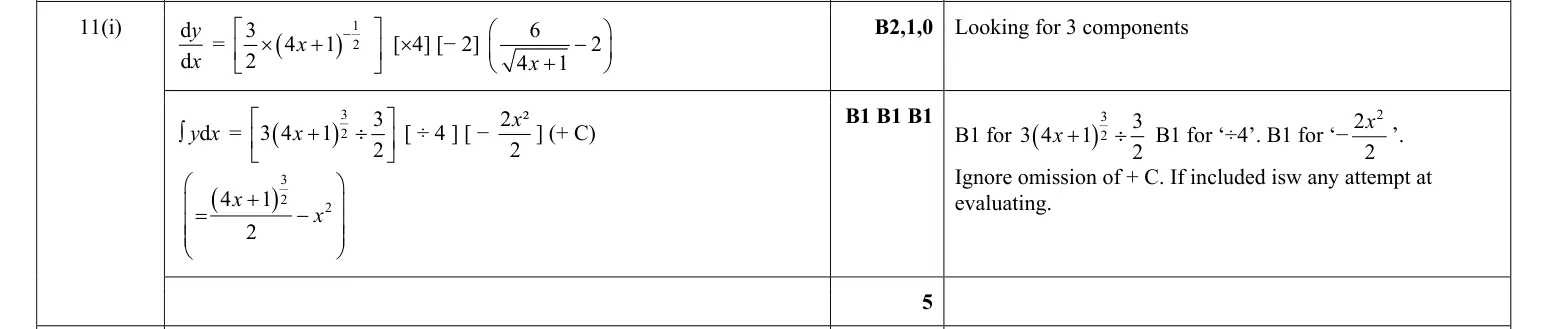 11(i)
dy/dx = [3/2 × (4x+1)^(−1/2)] [×4] [− 2] (6/√(4x+1) − 2)
B2,1,0
Looking for 3 components
∫ydx = [3(4x+1)^(3/2) ÷ 3/2] [ ÷ 4 ] [ − 2x²/2 ] (+ C)
(= (4x+1)^(3/2)/2 − x²)
B1 B1 B1
B1 for 3(4x+1)^(3/2) ÷ 3/2 B1 for ‘÷4’. B1 for ‘− 2x²/2 ’.
Ignore omission of + C. If included isw any attempt at
evaluating.
5